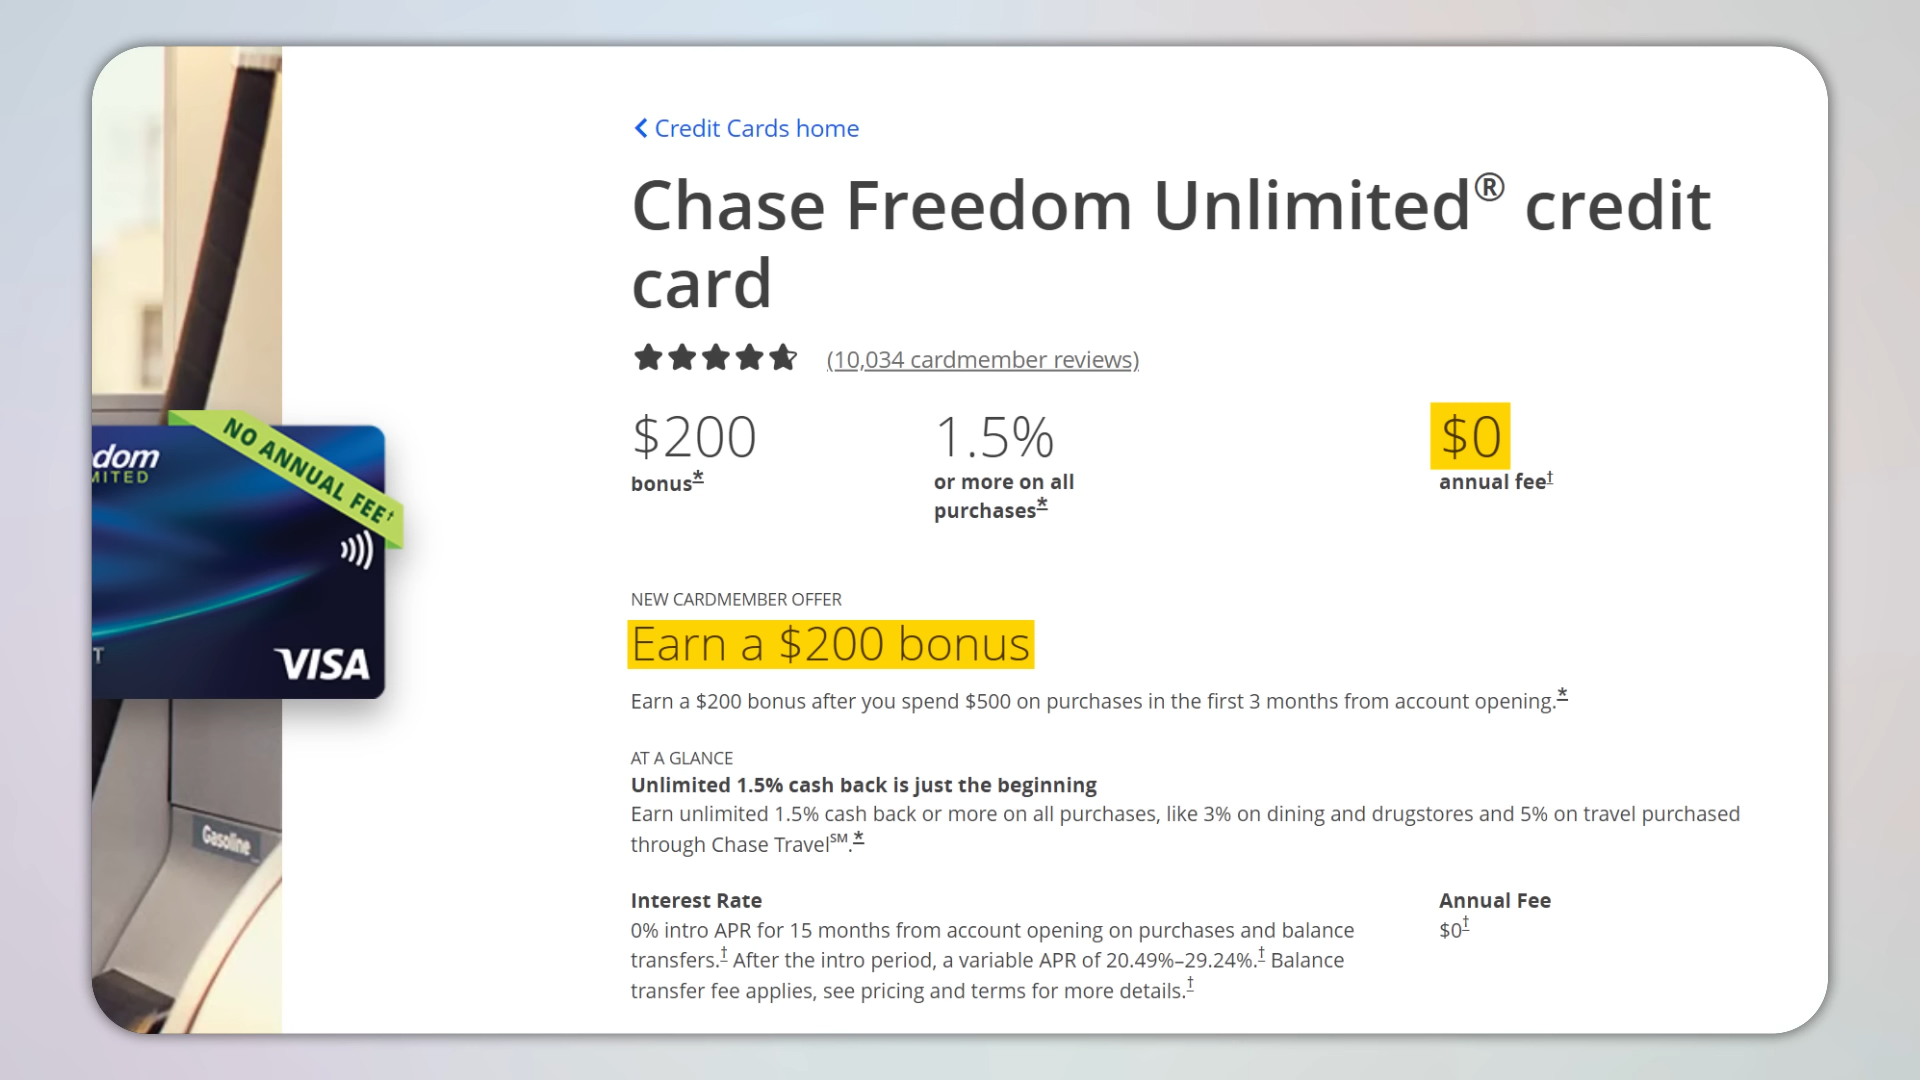 Credit Cards home
Chase Freedom Unlimited® credit
card
(10,034 cardmember reviews)
$200
bonus*
1.5%
or more on all
purchases*
$0
annual fee†
dom
MITED
NO ANNUAL FEE†
T
VISA
Gasoline
NEW CARDMEMBER OFFER
Earn a $200 bonus
Earn a $200 bonus after you spend $500 on purchases in the first 3 months from account opening.*
AT A GLANCE
Unlimited 1.5% cash back is just the beginning
Earn unlimited 1.5% cash back or more on all purchases, like 3% on dining and drugstores and 5% on travel purchased
through Chase Travel℠.*
Interest Rate
0% intro APR for 15 months from account opening on purchases and balance
transfers.† After the intro period, a variable APR of 20.49%–29.24%.† Balance
transfer fee applies, see pricing and terms for more details.†
Annual Fee
$0†